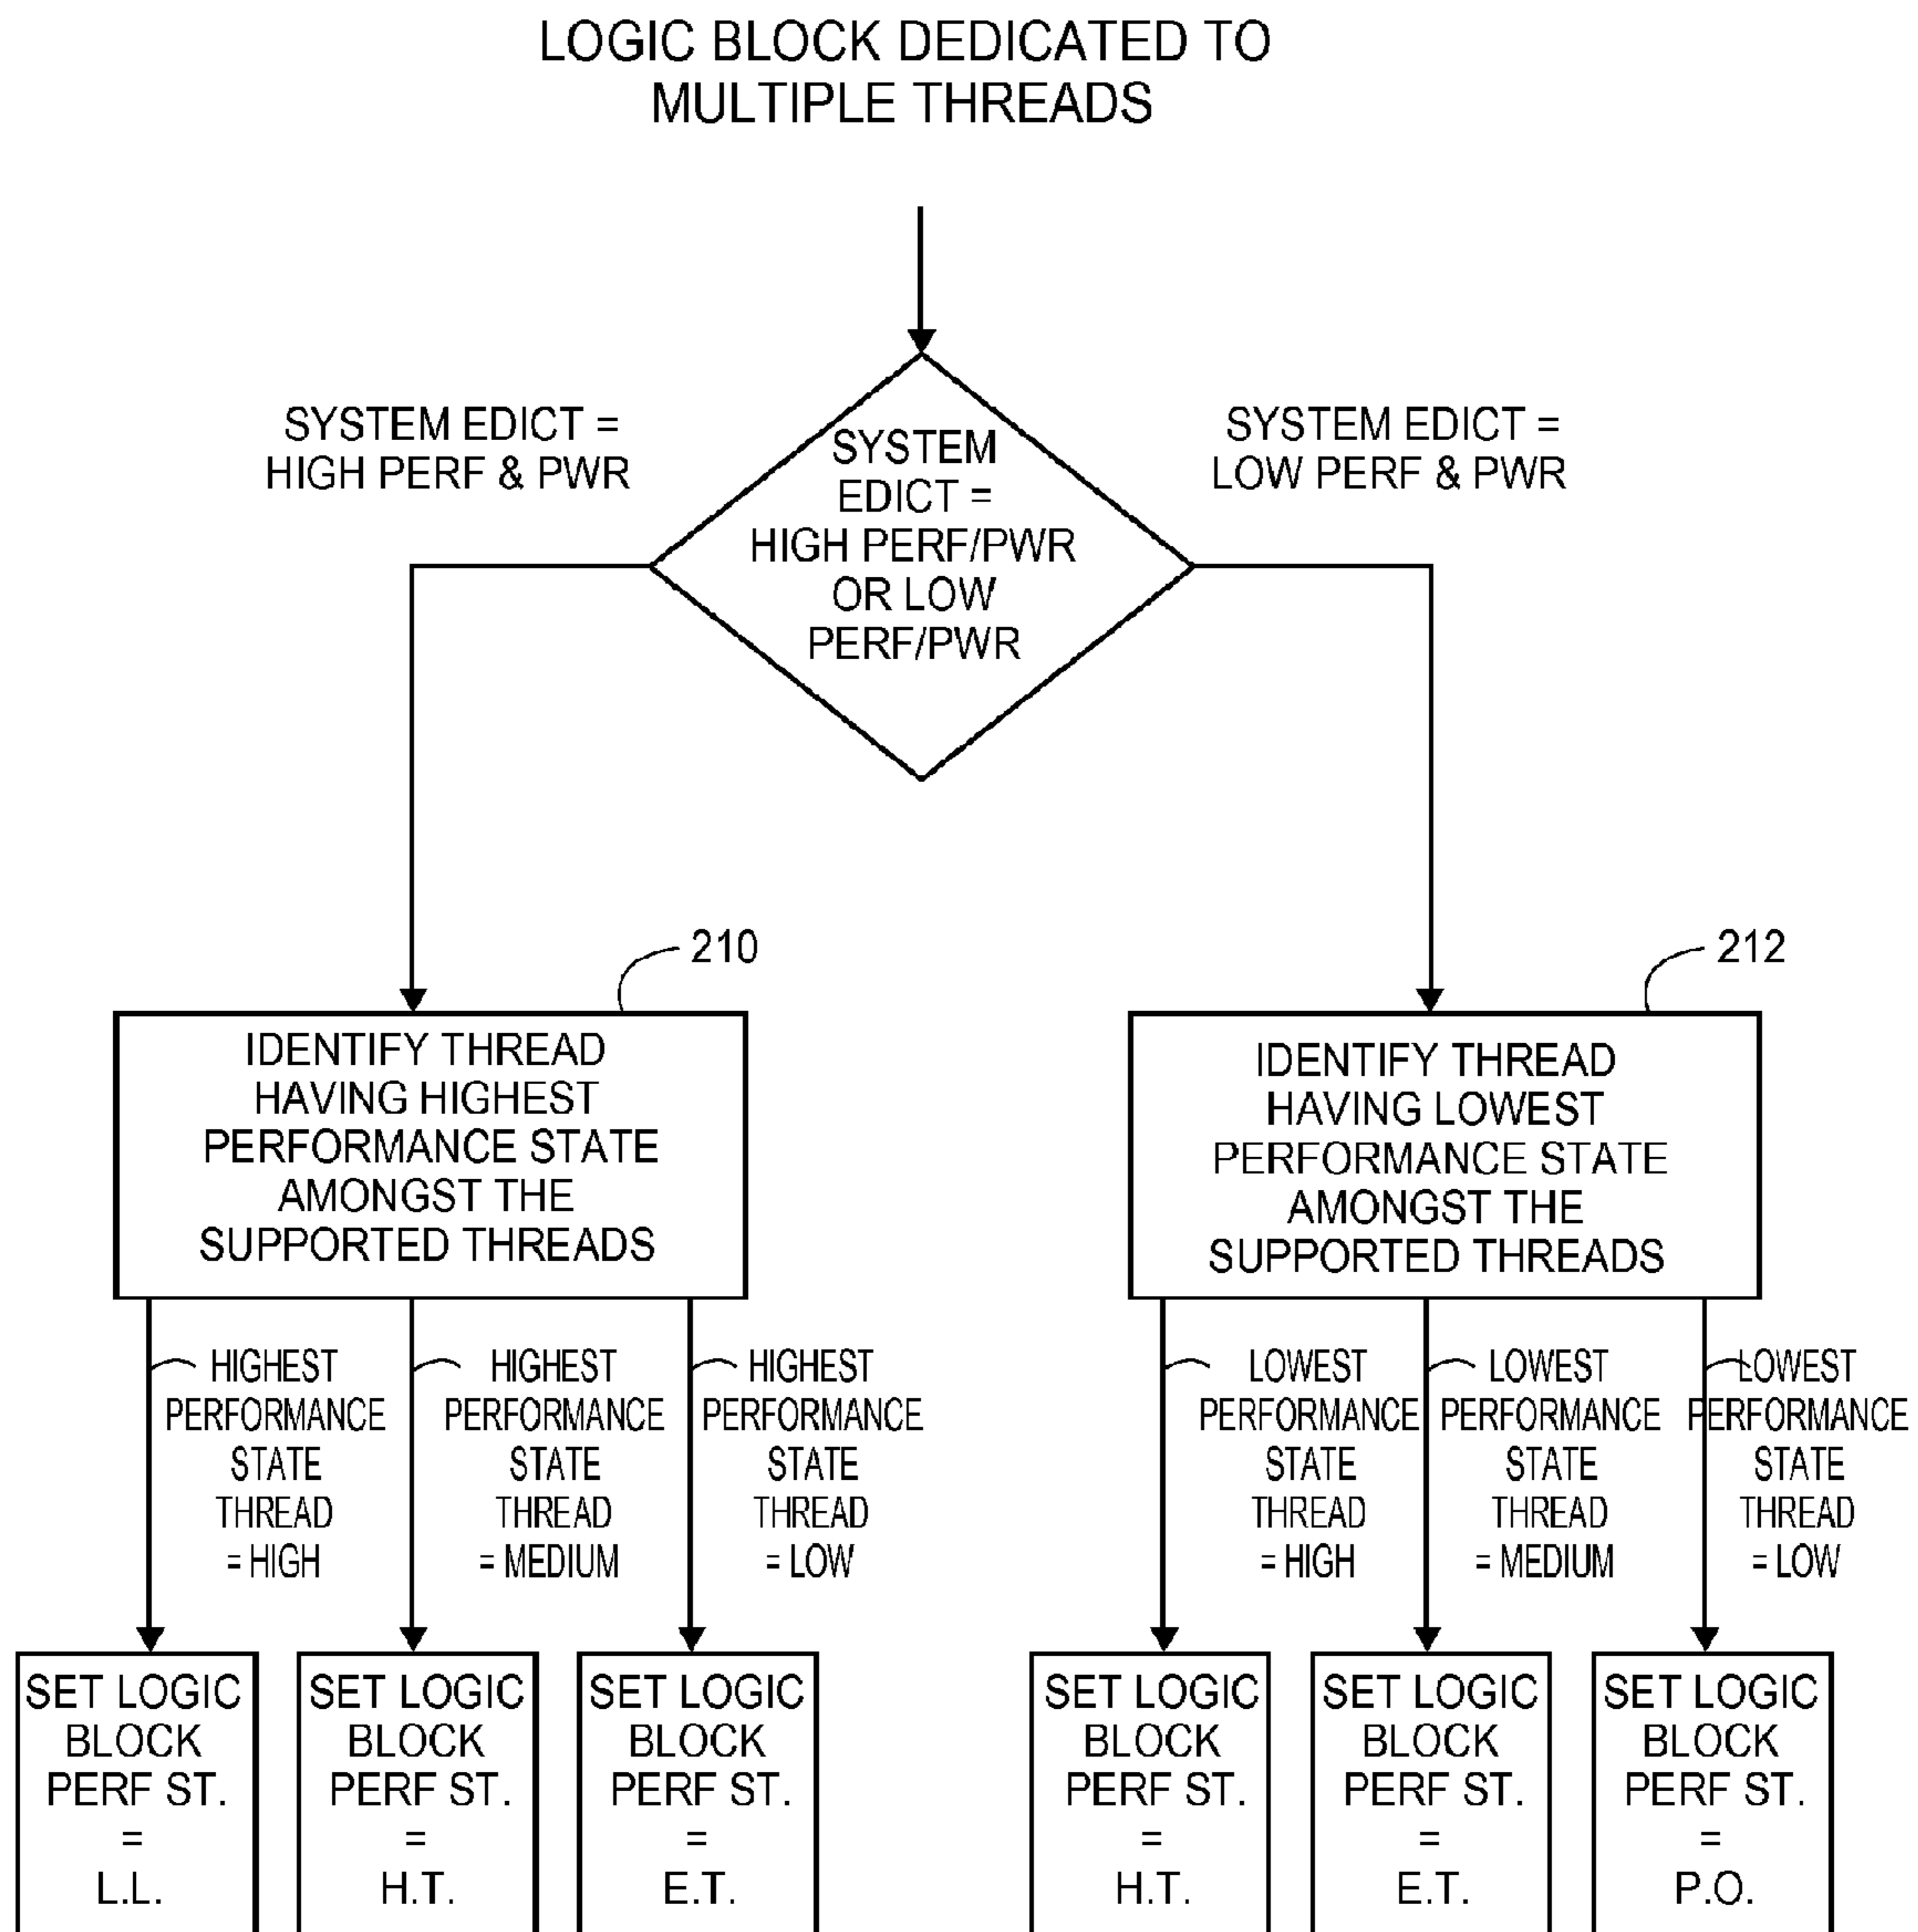 LOGIC BLOCK DEDICATED TO
MULTIPLE THREADS
SYSTEM EDICT =
HIGH PERF & PWR
SYSTEM
EDICT =
HIGH PERF/PWR
OR LOW
PERF/PWR
SYSTEM EDICT =
LOW PERF & PWR
210
212
IDENTIFY THREAD
HAVING HIGHEST
PERFORMANCE STATE
AMONGST THE
SUPPORTED THREADS
IDENTIFY THREAD
HAVING LOWEST
PERFORMANCE STATE
AMONGST THE
SUPPORTED THREADS
HIGHEST
PERFORMANCE
STATE
THREAD
= HIGH
HIGHEST
PERFORMANCE
STATE
THREAD
= MEDIUM
HIGHEST
PERFORMANCE
STATE
THREAD
= LOW
LOWEST
PERFORMANCE
STATE
THREAD
= HIGH
LOWEST
PERFORMANCE
STATE
THREAD
= MEDIUM
LOWEST
PERFORMANCE
STATE
THREAD
= LOW
SET LOGIC
BLOCK
PERF ST.
=
L.L.
SET LOGIC
BLOCK
PERF ST.
=
H.T.
SET LOGIC
BLOCK
PERF ST.
=
E.T.
SET LOGIC
BLOCK
PERF ST.
=
H.T.
SET LOGIC
BLOCK
PERF ST.
=
E.T.
SET LOGIC
BLOCK
PERF ST.
=
P.O.